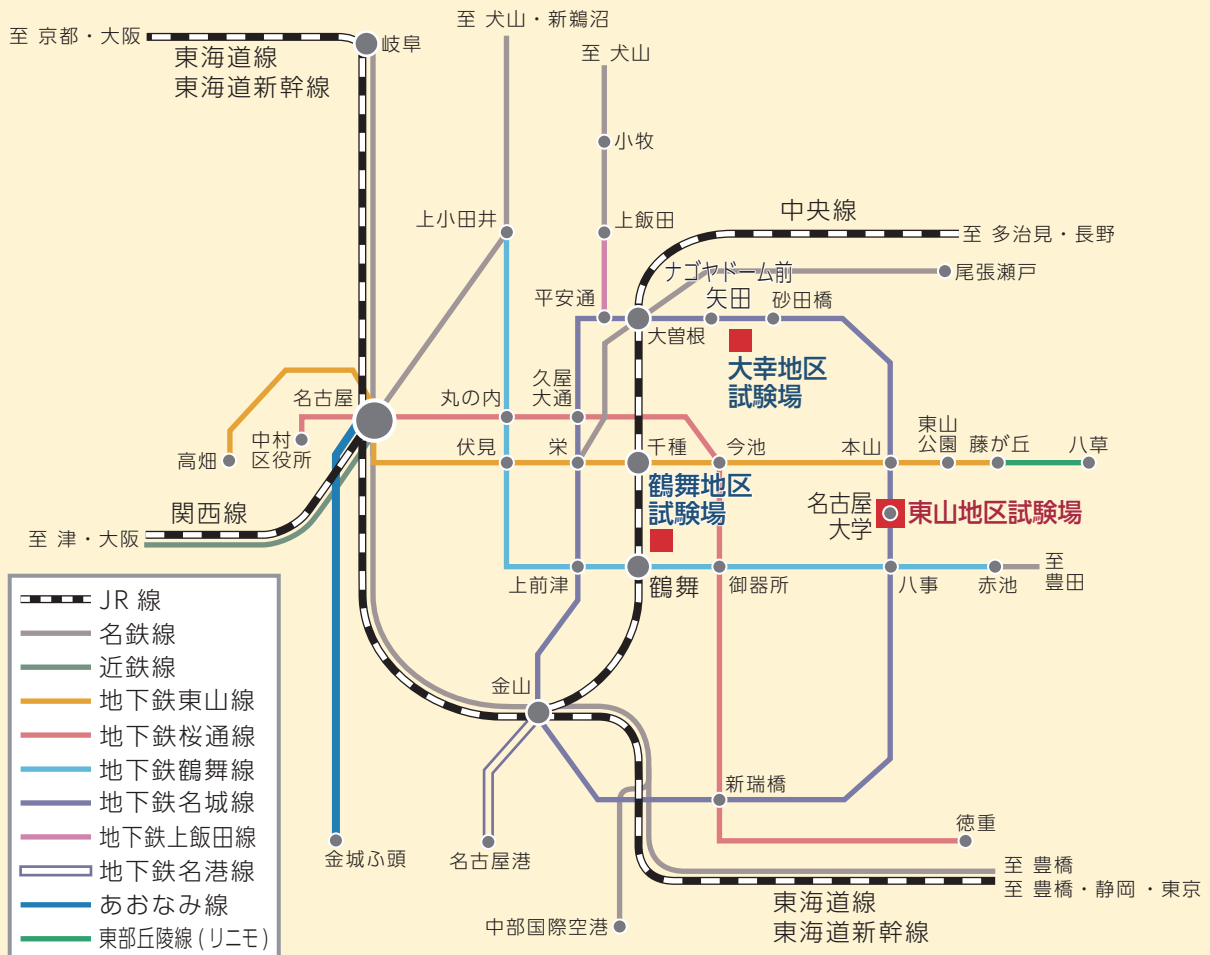 至 犬山・新鵜沼
至 京都・大阪
岐阜
東海道線
東海道新幹線
至 犬山
小牧
上小田井
上飯田
中央線
至 多治見・長野
ナゴヤドーム前
矢田
尾張瀬戸
平安通
砂田橋
大曽根
大幸地区
試験場
名古屋
丸の内
久屋
大通
中村
区役所
高畑
伏見
栄
千種
今池
本山
東山
公園
藤が丘
八草
鶴舞地区
試験場
名古屋
大学
東山地区試験場
関西線
至 津・大阪
上前津
鶴舞
御器所
八事
赤池
至
豊田
JR 線
名鉄線
近鉄線
地下鉄東山線
地下鉄桜通線
地下鉄鶴舞線
地下鉄名城線
地下鉄上飯田線
地下鉄名港線
あおなみ線
東部丘陵線 ( リニモ )
金山
新瑞橋
徳重
金城ふ頭
名古屋港
中部国際空港
至 豊橋
至 豊橋・静岡・東京
東海道線
東海道新幹線